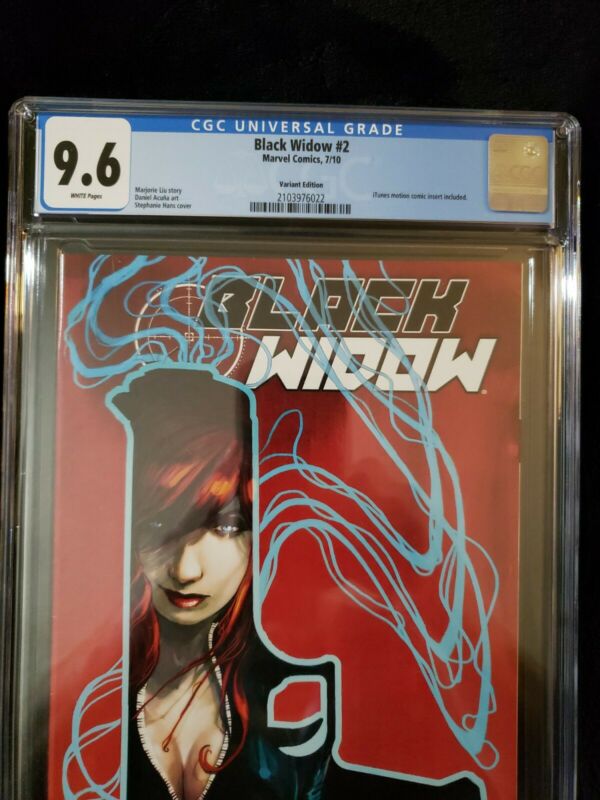 CGC UNIVERSAL GRADE
9.6
WHITE Pages
Black Widow #2
Marvel Comics, 7/10
Variant Edition
Marjorie Liu story
Daniel Acuña art
Stephanie Hans cover
2103976022
iTunes motion comic insert included.
CGC
BLACK
WIDOW